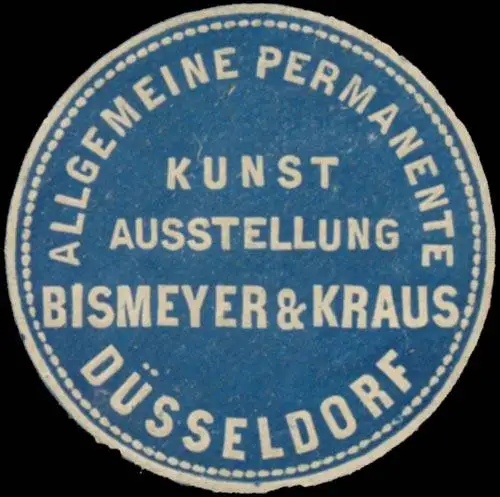 ALLGEMEINE PERMANENTE
KUNST
AUSSTELLUNG
BISMEYER & KRAUS
DÜSSELDORF